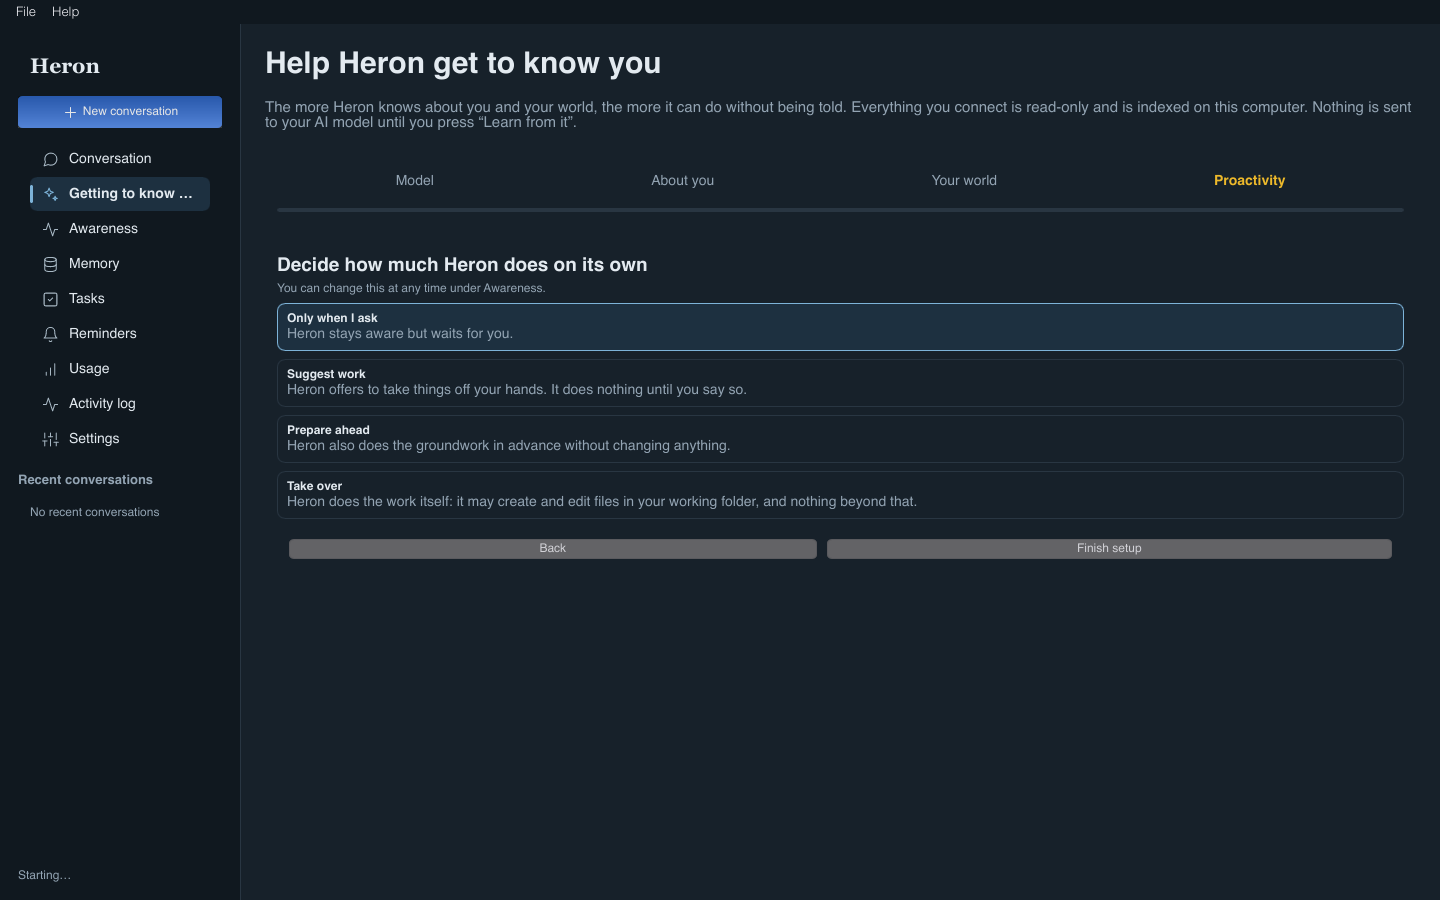 File Help
Heron
New conversation
Conversation
Getting to know ...
Awareness
Memory
Tasks
Reminders
Usage
Activity log
Settings
Recent conversations
No recent conversations
Starting...
Help Heron get to know you
The more Heron knows about you and your world, the more it can do without being told. Everything you connect is read-only and is indexed on this computer. Nothing is sent
to your AI model until you press “Learn from it”.
Model About you Your world Proactivity
Decide how much Heron does on its own
You can change this at any time under Awareness.
Only when I ask
Heron stays aware but waits for you.
Suggest work
Heron offers to take things off your hands. It does nothing until you say so.
Prepare ahead
Heron also does the groundwork in advance without changing anything.
Take over
Heron does the work itself: it may create and edit files in your working folder, and nothing beyond that.
Back Finish setup